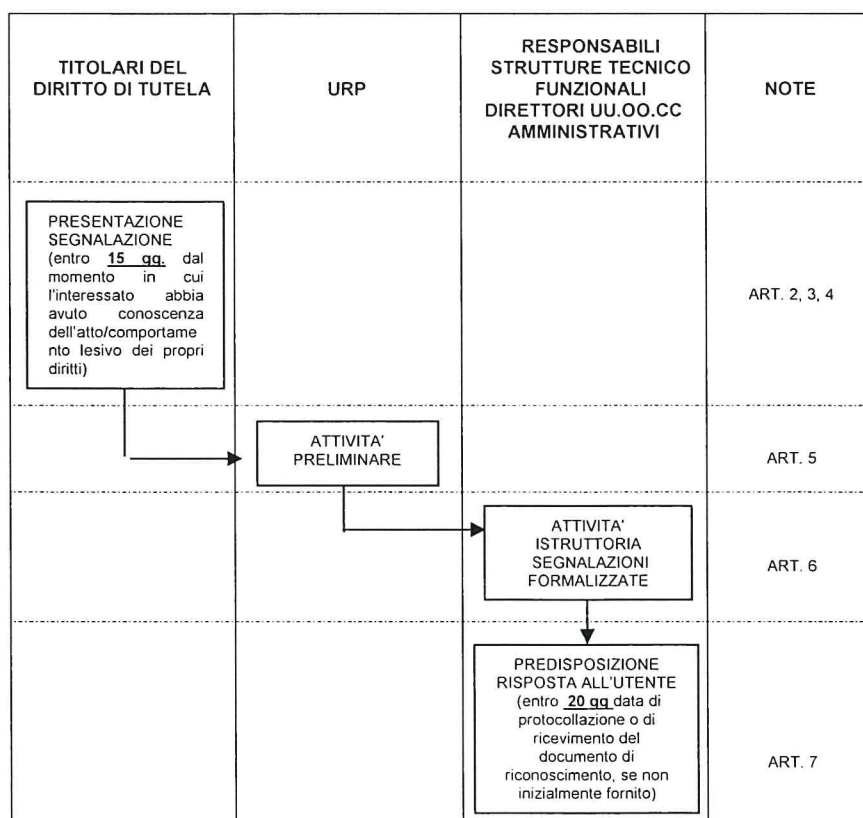 TITOLARI DEL
DIRITTO DI TUTELA
URP
RESPONSABILI
STRUTTURE TECNICO
FUNZIONALI
DIRETTORI UU.OO.CC
AMMINISTRATIVI
NOTE
PRESENTAZIONE
SEGNALAZIONE
(entro 15 gg. dal
momento in cui
l'interessato abbia
avuto conoscenza
dell'atto/comportame
nto lesivo dei propri
diritti)
ART. 2, 3, 4
ATTIVITA'
PRELIMINARE
ART. 5
ATTIVITA'
ISTRUTTORIA
SEGNALAZIONI
FORMALIZZATE
ART. 6
PREDISPOSIZIONE
RISPOSTA ALL'UTENTE
(entro 20 gg data di
protocollazione o di
ricevimento del
documento di
riconoscimento, se non
inizialmente fornito)
ART. 7